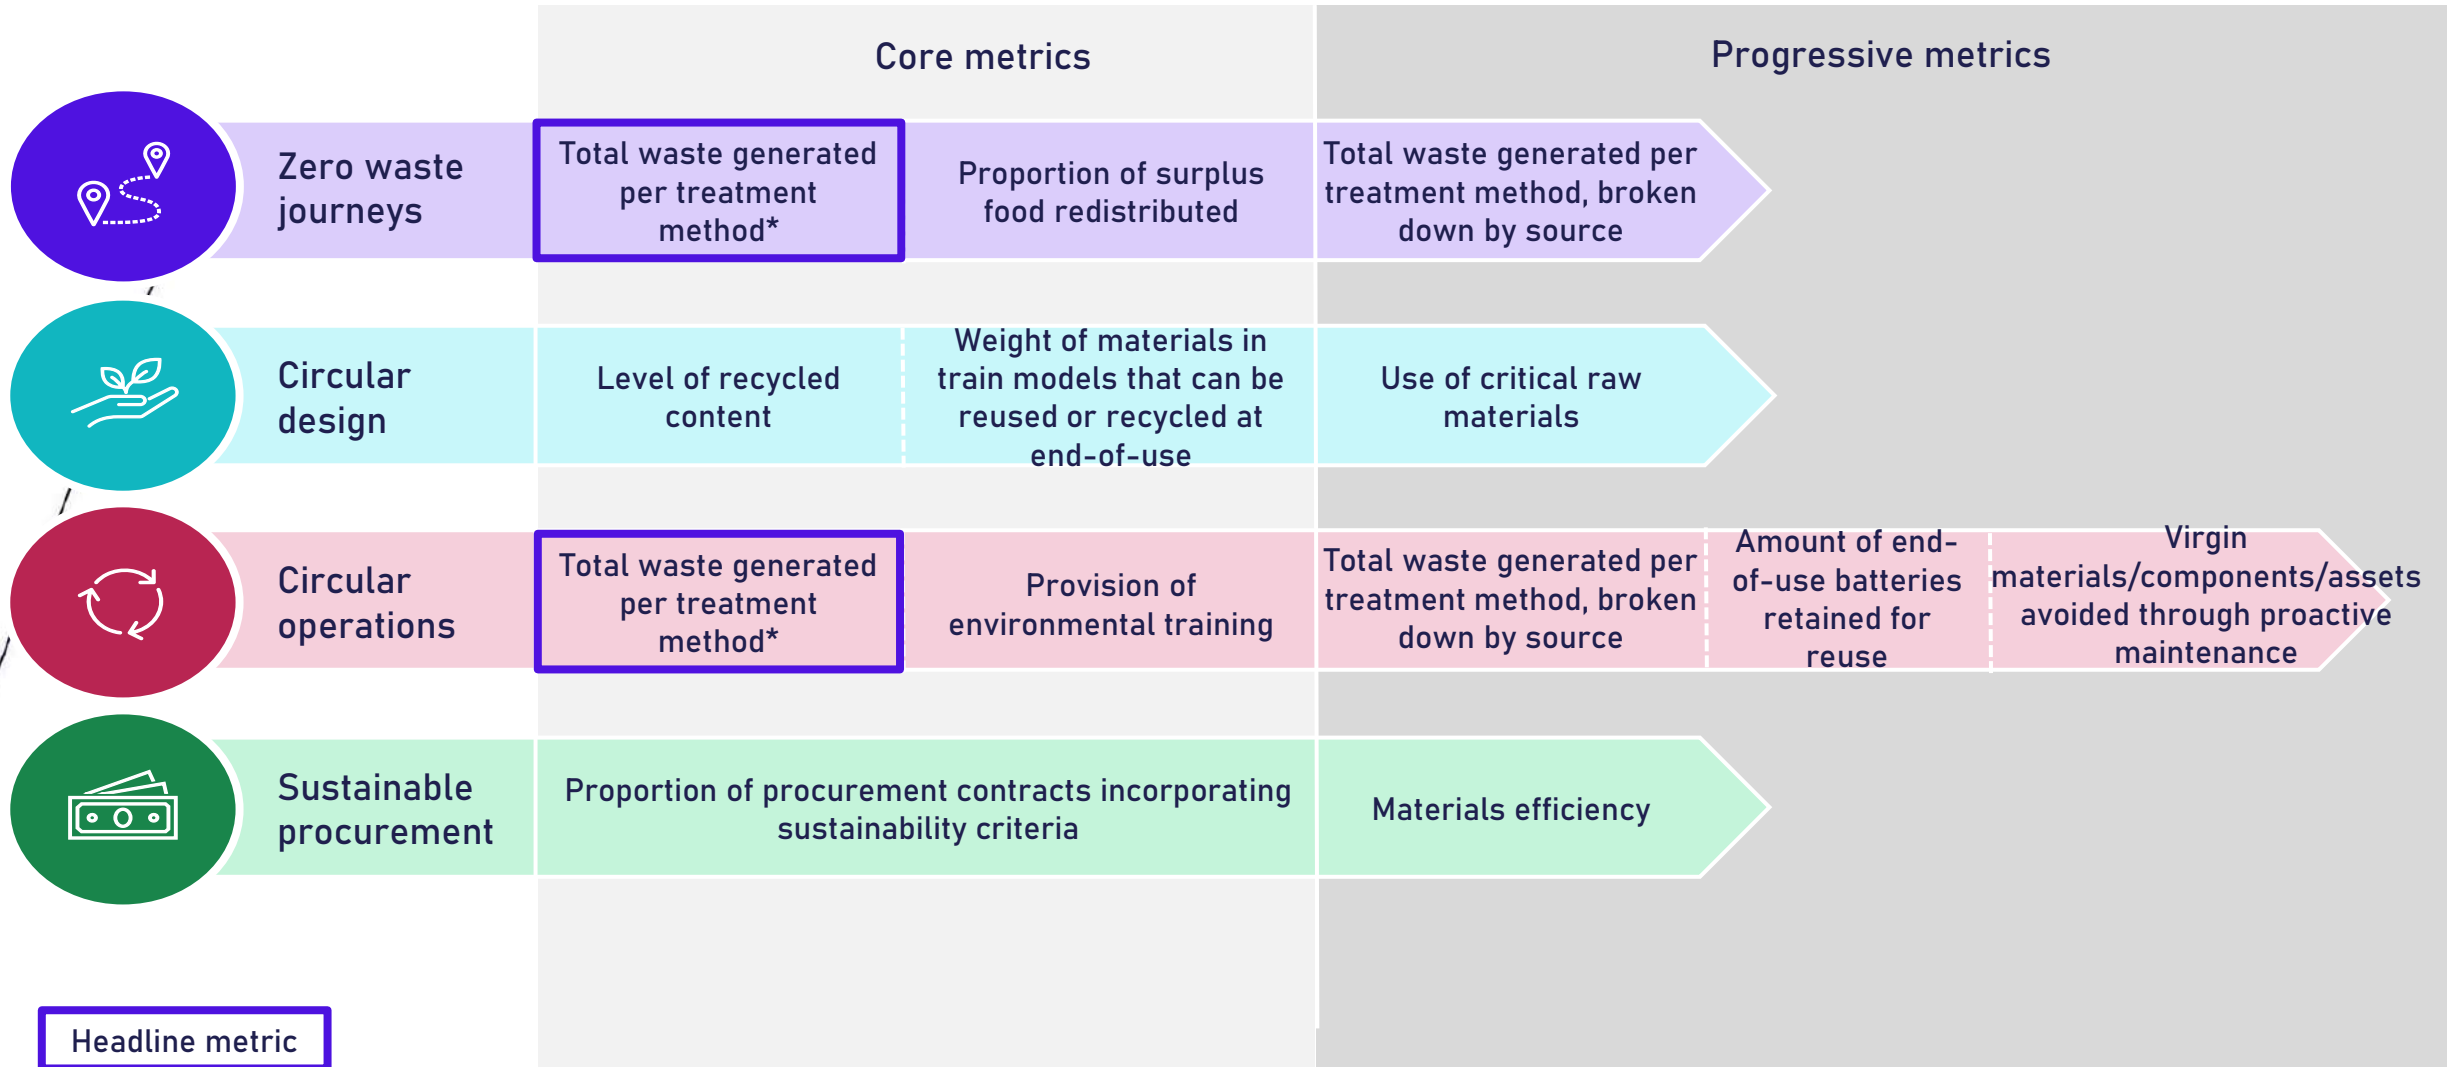 Core metrics
Progressive metrics
Zero waste
journeys
Total waste generated
per treatment
method*
Proportion of surplus
food redistributed
Total waste generated per
treatment method, broken
down by source
Circular
design
Level of recycled
content
Weight of materials in
train models that can be
reused or recycled at
end-of-use
Use of critical raw
materials
Circular
operations
Total waste generated
per treatment
method*
Provision of
environmental training
Total waste generated per
treatment method, broken
down by source
Amount of end-
of-use batteries
retained for
reuse
Virgin
materials/components/assets
avoided through proactive
maintenance
Sustainable
procurement
Proportion of procurement contracts incorporating
sustainability criteria
Materials efficiency
Headline metric